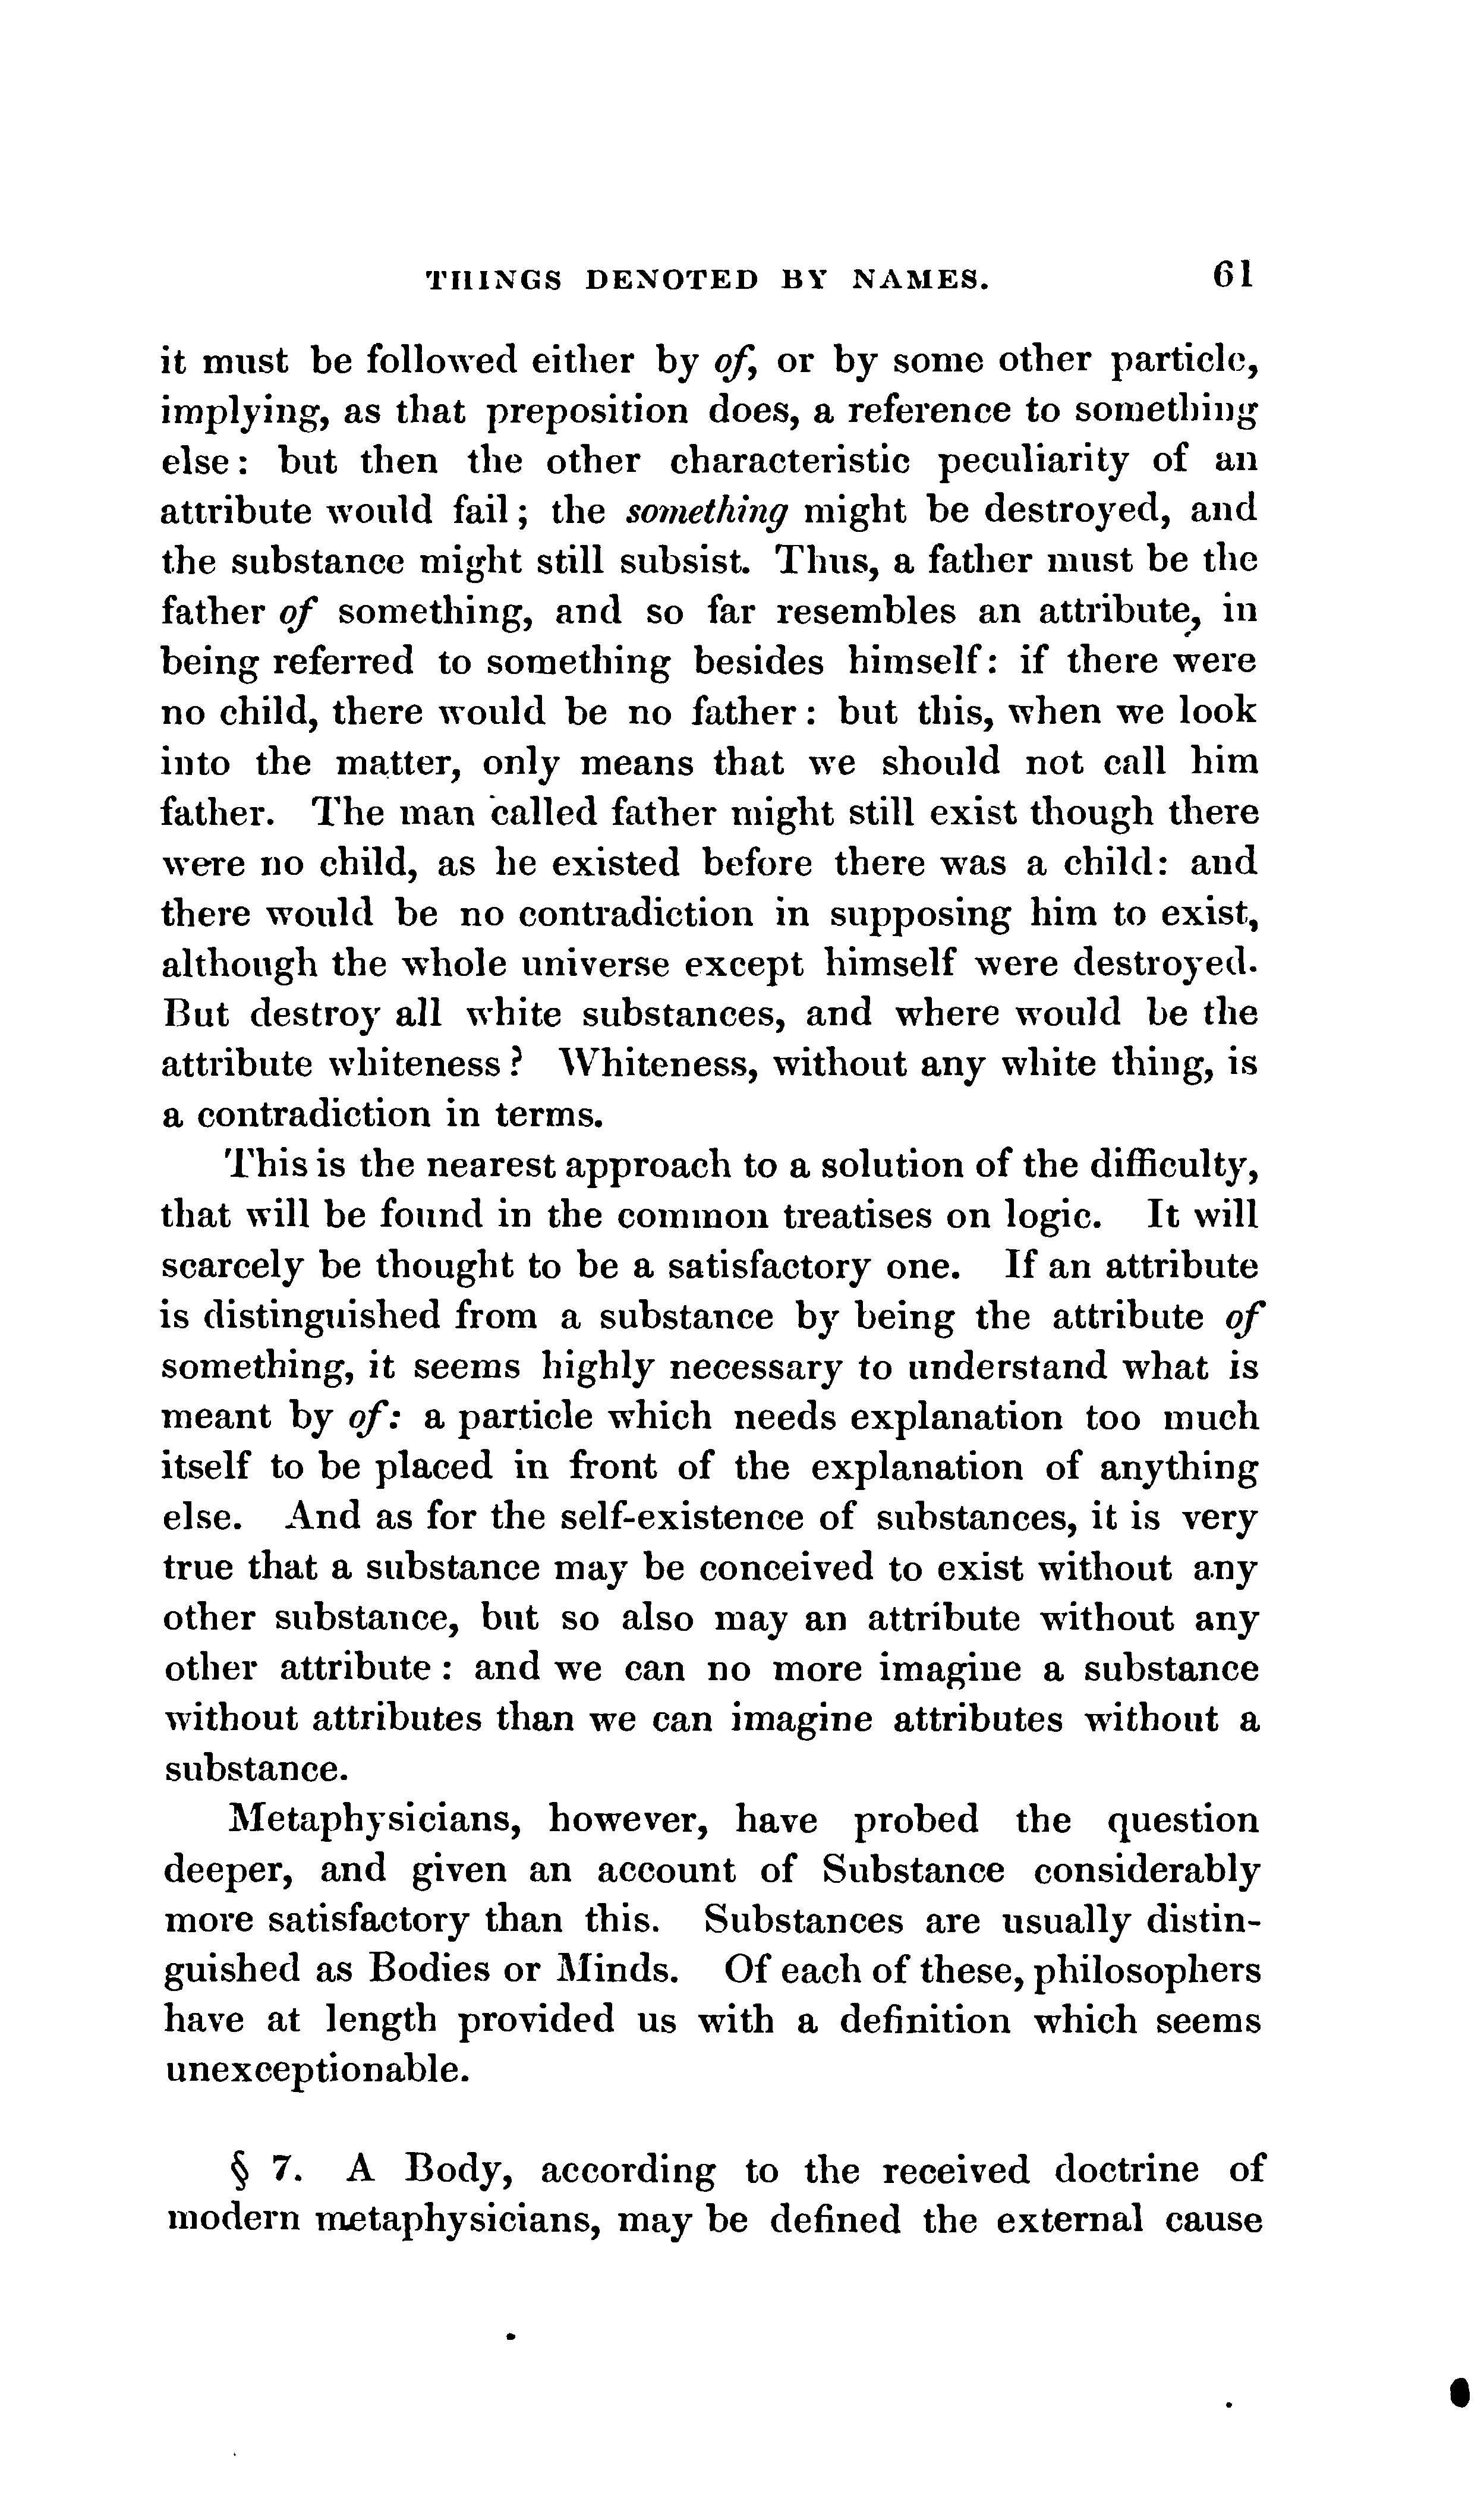 THINGS DENOTED BY NAMES. 61
it must be followed either by of, or by some other particle,
implying, as that preposition does, a reference to something
else: but then the other characteristic peculiarity of an
attribute would fail; the something might be destroyed, and
the substance might still subsist. Thus, a father must be the
father of something, and so far resembles an attribute, in
being referred to something besides himself: if there were
no child, there would be no father: but this, when we look
into the matter, only means that we should not call him
father. The man called father might still exist though there
were no child, as he existed before there was a child: and
there would be no contradiction in supposing him to exist,
although the whole universe except himself were destroyed.
But destroy all white substances, and where would be the
attribute whiteness? Whiteness, without any white thing, is
a contradiction in terms.
This is the nearest approach to a solution of the difficulty,
that will be found in the common treatises on logic. It will
scarcely be thought to be a satisfactory one. If an attribute
is distinguished from a substance by being the attribute of
something, it seems highly necessary to understand what is
meant by of: a particle which needs explanation too much
itself to be placed in front of the explanation of anything
else. And as for the self-existence of substances, it is very
true that a substance may be conceived to exist without any
other substance, but so also may an attribute without any
other attribute: and we can no more imagine a substance
without attributes than we can imagine attributes without a
substance.
Metaphysicians, however, have probed the question
deeper, and given an account of Substance considerably
more satisfactory than this. Substances are usually distin-
guished as Bodies or Minds. Of each of these, philosophers
have at length provided us with a definition which seems
unexceptionable.
§ 7. A Body, according to the received doctrine of
modern metaphysicians, may be defined the external cause